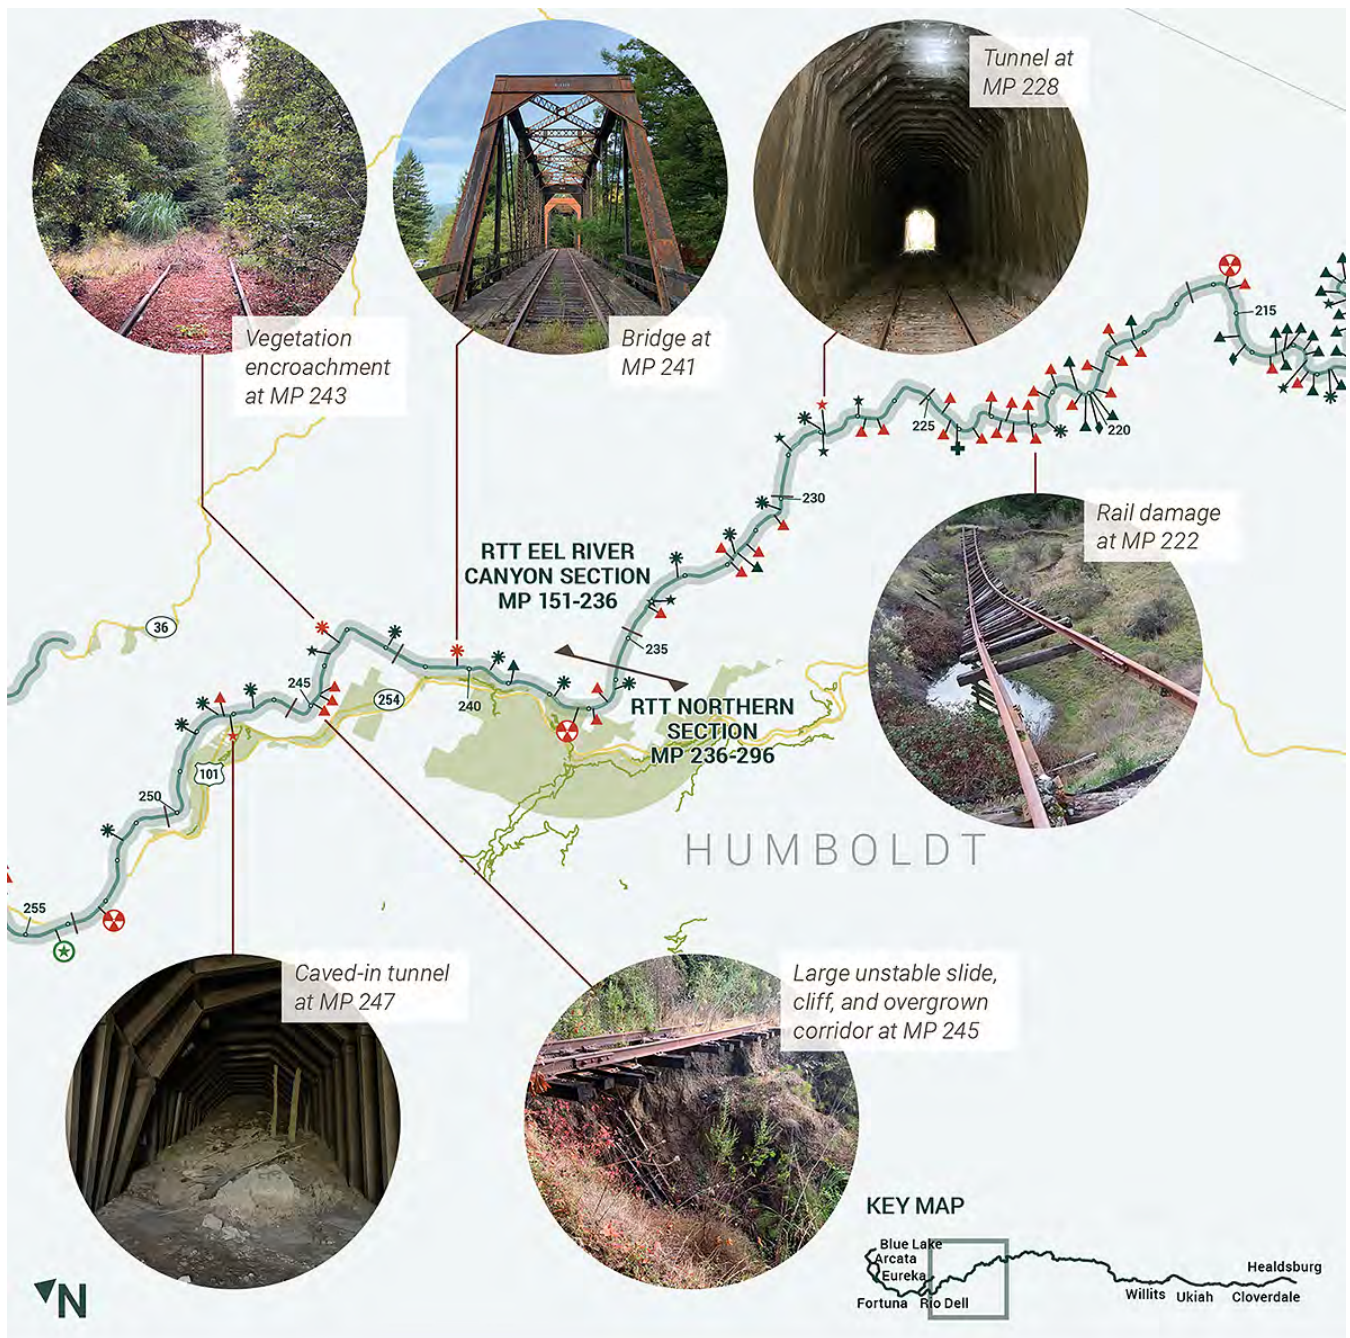 Tunnel at
MP 228
Vegetation
encroachment
at MP 243
Bridge at
MP 241
215
225
220
230
Rail damage
at MP 222
RTT EEL RIVER
CANYON SECTION
MP 151-236
36
235
245
254
240
RTT NORTHERN
SECTION
MP 236-296
101
250
HUMBOLDT
255
Caved-in tunnel
at MP 247
Large unstable slide,
cliff, and overgrown
corridor at MP 245
KEY MAP
Blue Lake
Arcata
Eureka
Fortuna
Rio Dell
Willits
Ukiah
Cloverdale
Healdsburg
N